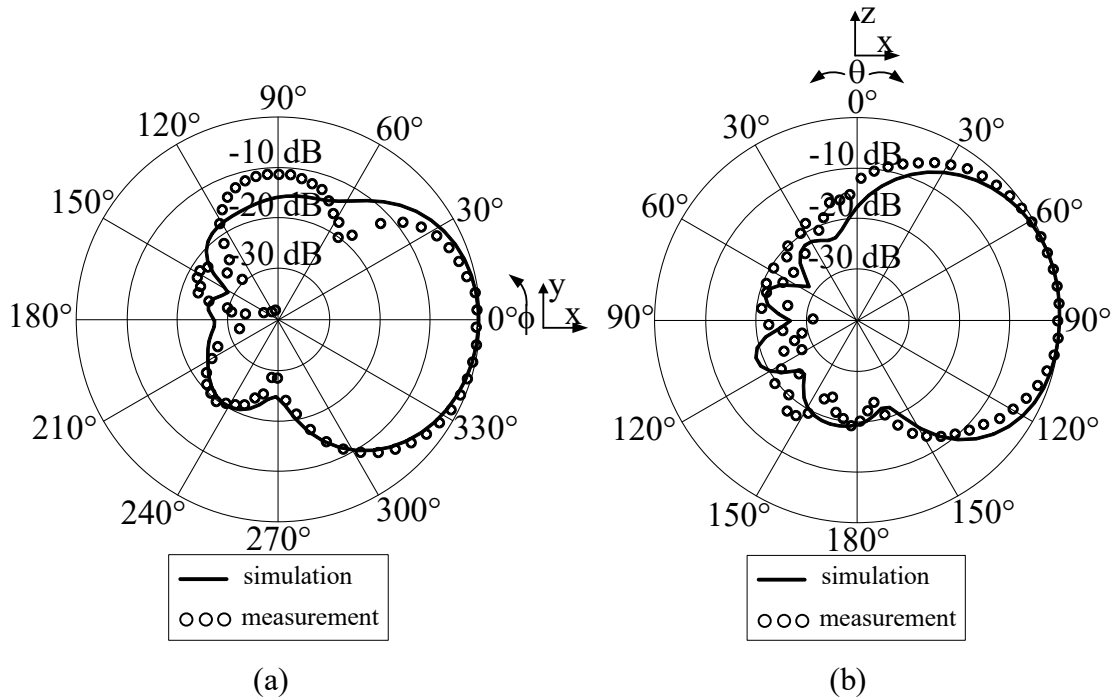 90°
120°
60°
-10 dB
150°
30°
-20 dB
-30 dB
180°
0°
ϕ
y
x
210°
330°
240°
300°
270°
simulation
measurement
(a)
z
x
θ
0°
30°
30°
-10 dB
60°
60°
-20 dB
-30 dB
90°
90°
120°
120°
150°
150°
180°
simulation
measurement
(b)